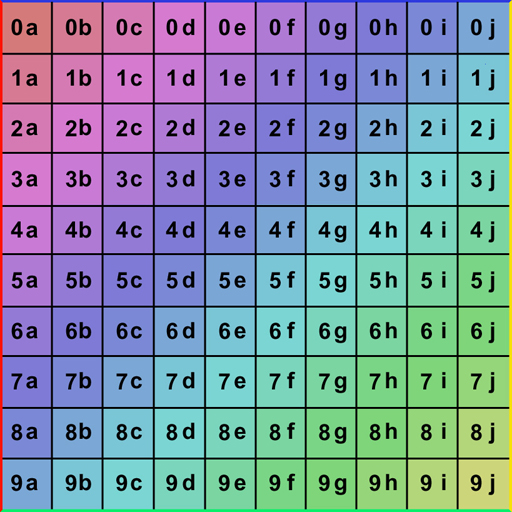 0a 0b 0c 0d 0e 0f 0g 0h 0i 0j
1a 1b 1c 1d 1e 1f 1g 1h 1i 1j
2a 2b 2c 2d 2e 2f 2g 2h 2i 2j
3a 3b 3c 3d 3e 3f 3g 3h 3i 3j
4a 4b 4c 4d 4e 4f 4g 4h 4i 4j
5a 5b 5c 5d 5e 5f 5g 5h 5i 5j
6a 6b 6c 6d 6e 6f 6g 6h 6i 6j
7a 7b 7c 7d 7e 7f 7g 7h 7i 7j
8a 8b 8c 8d 8e 8f 8g 8h 8i 8j
9a 9b 9c 9d 9e 9f 9g 9h 9i 9j